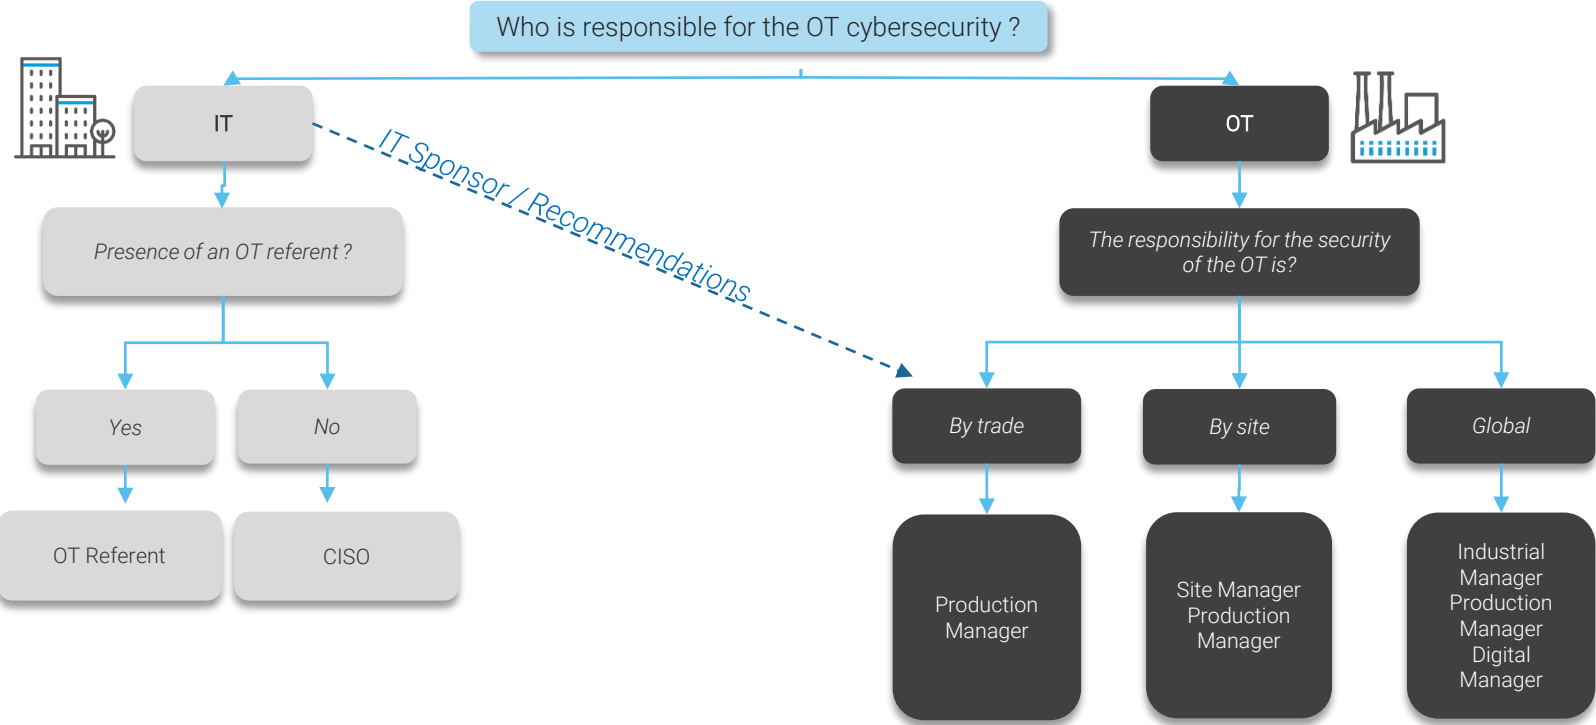 Who is responsible for the OT cybersecurity ?
IT
OT
IT Sponsor / Recommendations
Presence of an OT referent ?
The responsibility for the security
of the OT is?
Yes
No
By trade
By site
Global
OT Referent
CISO
Production
Manager
Site Manager
Production
Manager
Industrial
Manager
Production
Manager
Digital
Manager